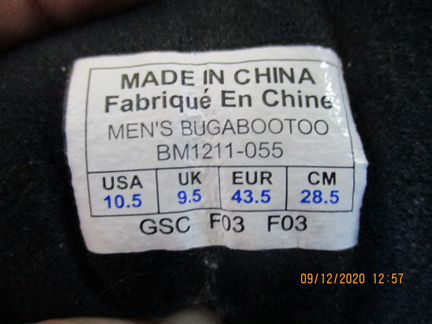 MADE IN CHINA
Fabriqué En Chine
MEN'S BUGABOOTOO
BM1211-055
USA UK EUR CM
10.5 9.5 43.5 28.5
GSC F03 F03
09/12/2020 12:57